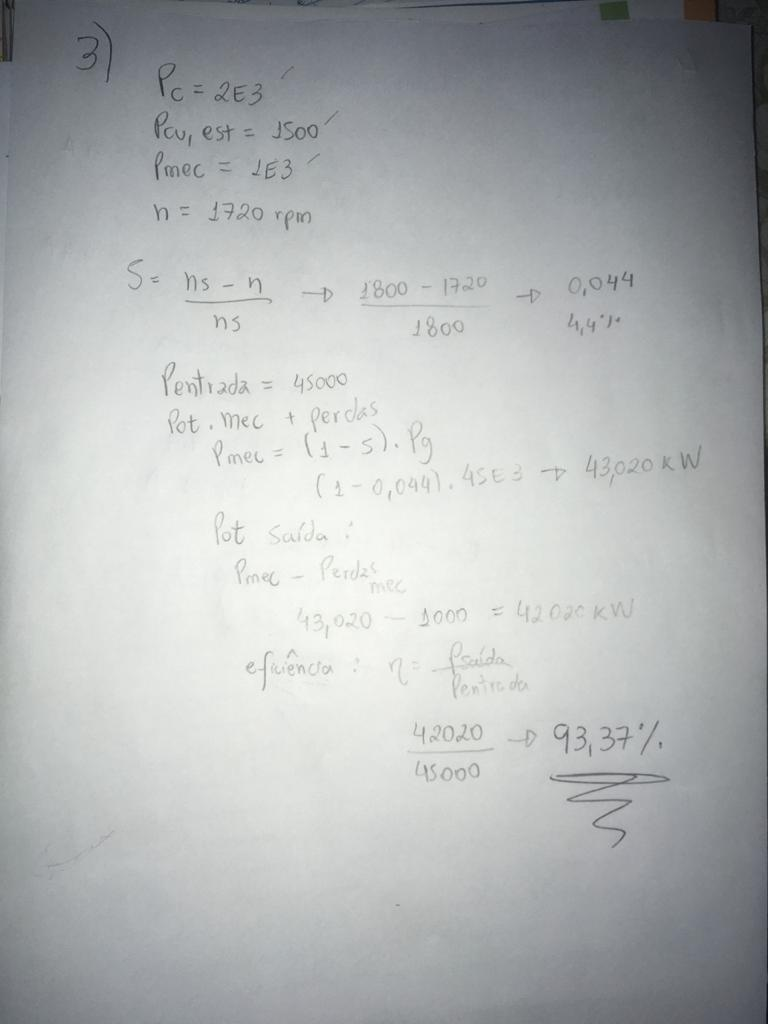 3)
Pc = 2E3
Pcu, est = 1500
Pmec = 1E3
n = 1720 rpm
S = ns - n / ns → 1800 - 1720 / 1800 → 0,044
4,4%
Pentrada = 45000
Pot. mec + perdas
Pmec = (1 - s) . Pg
(1 - 0,044) . 45E3 → 43,020 KW
Pot saída :
Pmec - Perdas mec
43,020 - 1000 = 42020 KW
eficiência : η = Psaída / Pentrada
42020 / 45000 → 93,37%